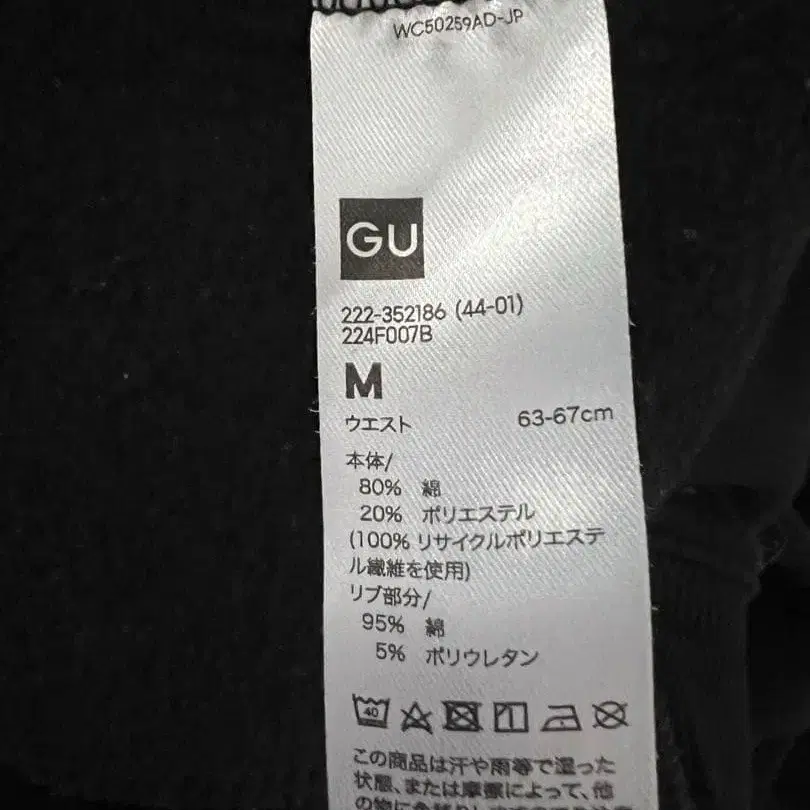 WC50259AD-JP
GU
222-352186 (44-01)
224F007B
M
ウエスト 63-67cm
本体/
80% 綿
20% ポリエステル
(100% リサイクルポリエステ
ル繊維を使用)
リブ部分/
95% 綿
5% ポリウレタン
40
この商品は汗や雨等で湿った
状態、または摩擦によって、他
の物に